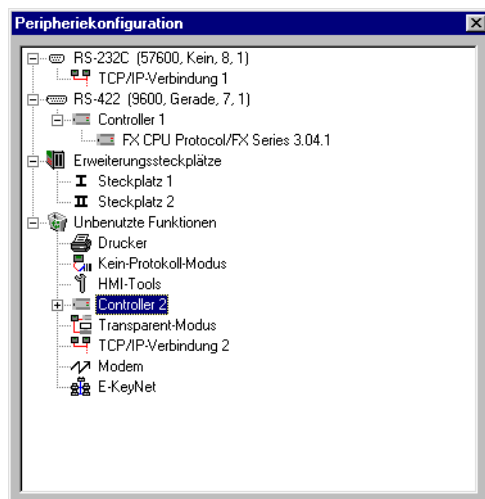 Peripheriekonfiguration
RS-232C (57600, Kein, 8, 1)
TCP/IP-Verbindung 1
RS-422 (9600, Gerade, 7, 1)
Controller 1
FX CPU Protocol/FX Series 3.04.1
Erweiterungssteckplätze
Steckplatz 1
Steckplatz 2
Unbenutzte Funktionen
Drucker
Kein-Protokoll-Modus
HMI-Tools
Controller 2
Transparent-Modus
TCP/IP-Verbindung 2
Modem
E-KeyNet